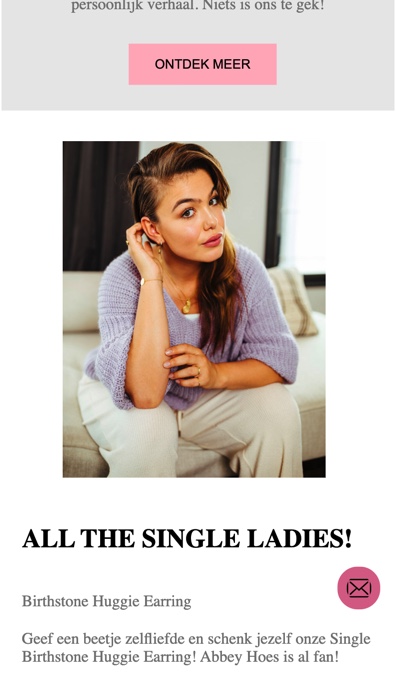 persoonlijk verhaal. Niets is ons te gek!
ONTDEK MEER
ALL THE SINGLE LADIES!
Birthstone Huggie Earring
Geef een beetje zelfliefde en schenk jezelf onze Single
Birthstone Huggie Earring! Abbey Hoes is al fan!